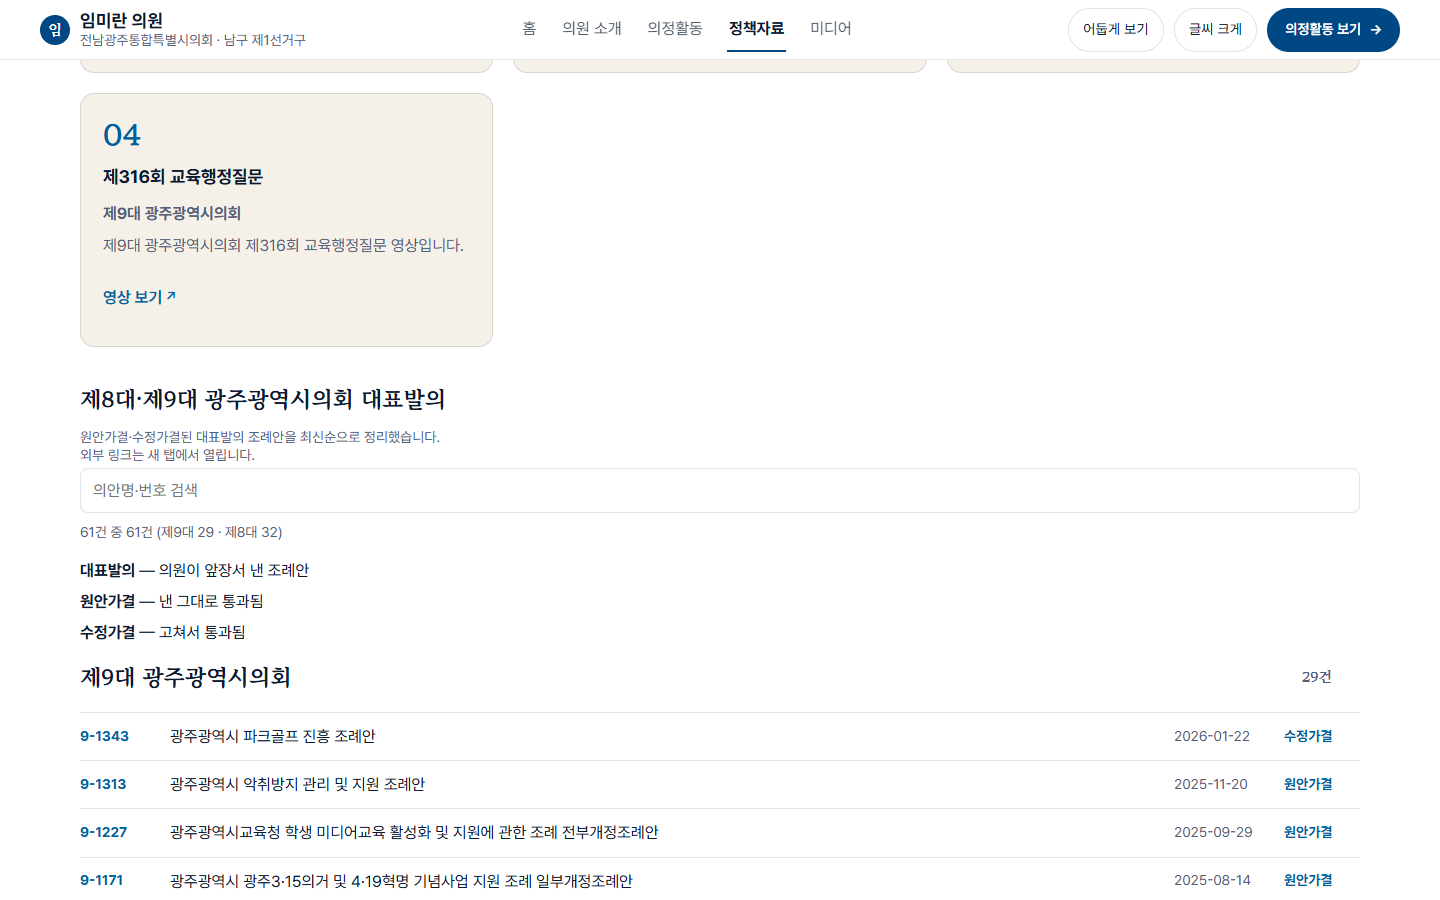 임
임미란 의원
전남광주통합특별시의회 · 남구 제1선거구
홈
의원 소개
의정활동
정책자료
미디어
어둡게 보기
글씨 크게
의정활동 보기 →
04
제316회 교육행정질문
제9대 광주광역시의회
제9대 광주광역시의회 제316회 교육행정질문 영상입니다.
영상 보기 ↗
제8대·제9대 광주광역시의회 대표발의
원안가결·수정가결된 대표발의 조례안을 최신순으로 정리했습니다.
외부 링크는 새 탭에서 열립니다.
의안명·번호 검색
61건 중 61건 (제9대 29 · 제8대 32)
대표발의 — 의원이 앞장서 낸 조례안
원안가결 — 낸 그대로 통과됨
수정가결 — 고쳐서 통과됨
제9대 광주광역시의회 29건
9-1343 광주광역시 파크골프 진흥 조례안 2026-01-22 수정가결
9-1313 광주광역시 악취방지 관리 및 지원 조례안 2025-11-20 원안가결
9-1227 광주광역시교육청 학생 미디어교육 활성화 및 지원에 관한 조례 전부개정조례안 2025-09-29 원안가결
9-1171 광주광역시 광주3·15의거 및 4·19혁명 기념사업 지원 조례 일부개정조례안 2025-08-14 원안가결